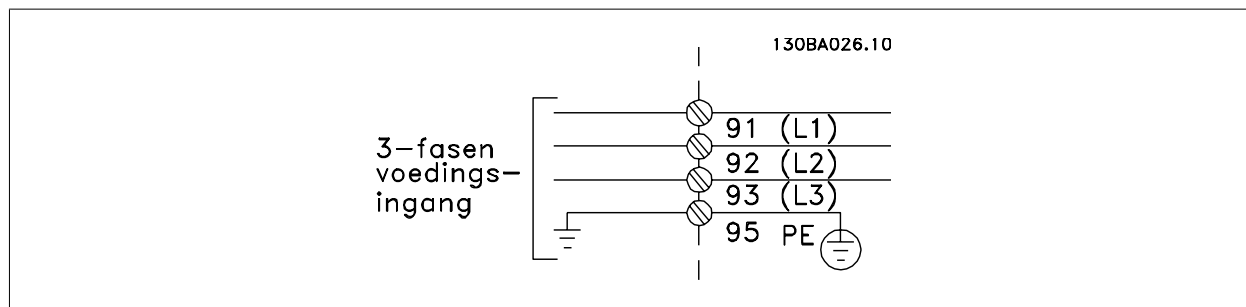 130BA026.10
3-fasen
voedings-
ingang
91 (L1)
92 (L2)
93 (L3)
95 PE